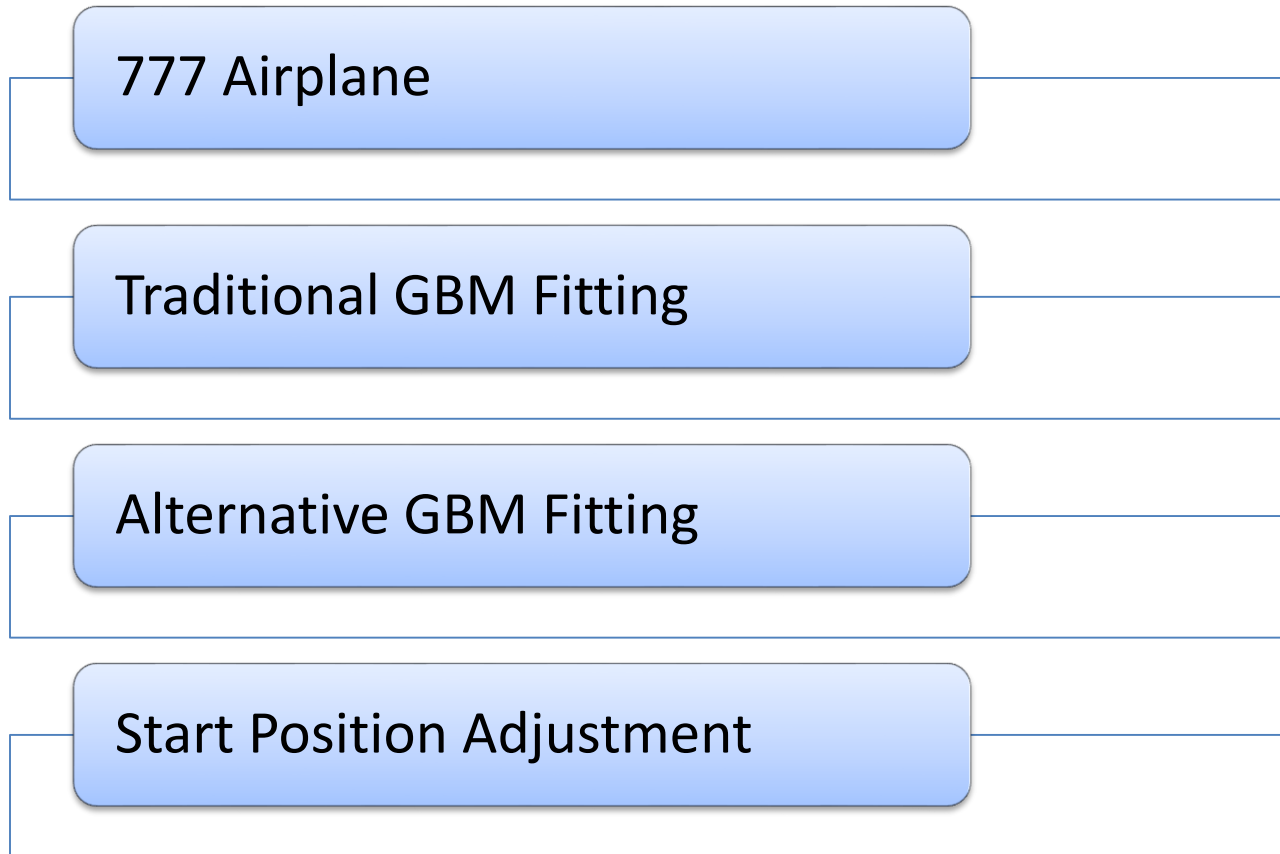 777 Airplane
Traditional GBM Fitting
Alternative GBM Fitting
Start Position Adjustment